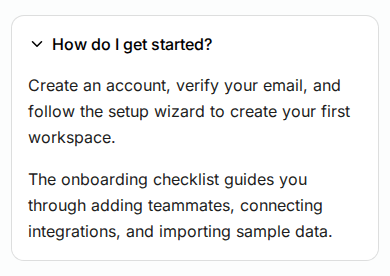 How do I get started?
Create an account, verify your email, and
follow the setup wizard to create your first
workspace.
The onboarding checklist guides you
through adding teammates, connecting
integrations, and importing sample data.